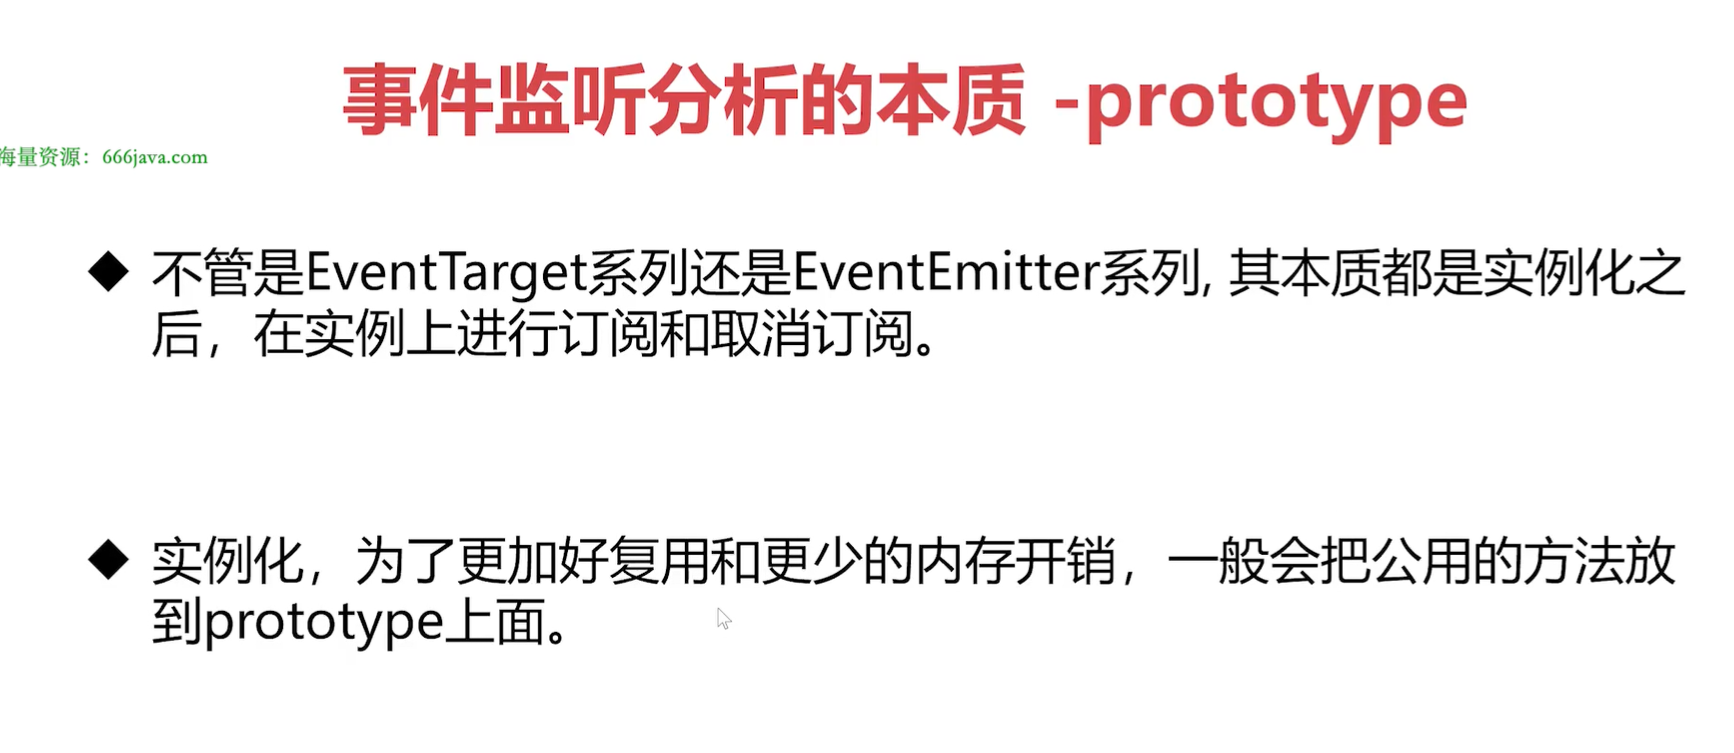 事件监听分析的本质 -prototype
海量资源：666java.com
不管是EventTarget系列还是EventEmitter系列, 其本质都是实例化之
后，在实例上进行订阅和取消订阅。
实例化，为了更加好复用和更少的内存开销，一般会把公用的方法放
到prototype上面。